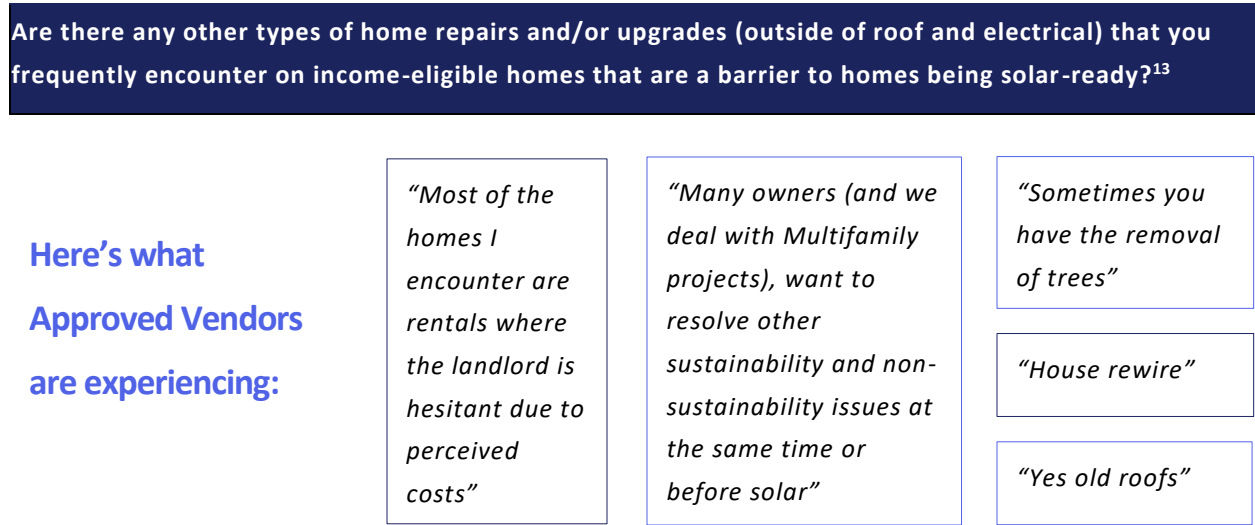 Are there any other types of home repairs and/or upgrades (outside of roof and electrical) that you
frequently encounter on income-eligible homes that are a barrier to homes being solar-ready?¹³
Here’s what
Approved Vendors
are experiencing:
“Most of the
homes I
encounter are
rentals where
the landlord is
hesitant due to
perceived
costs”
“Many owners (and we
deal with Multifamily
projects), want to
resolve other
sustainability and non-
sustainability issues at
the same time or
before solar”
“Sometimes you
have the removal
of trees”
“House rewire”
“Yes old roofs”